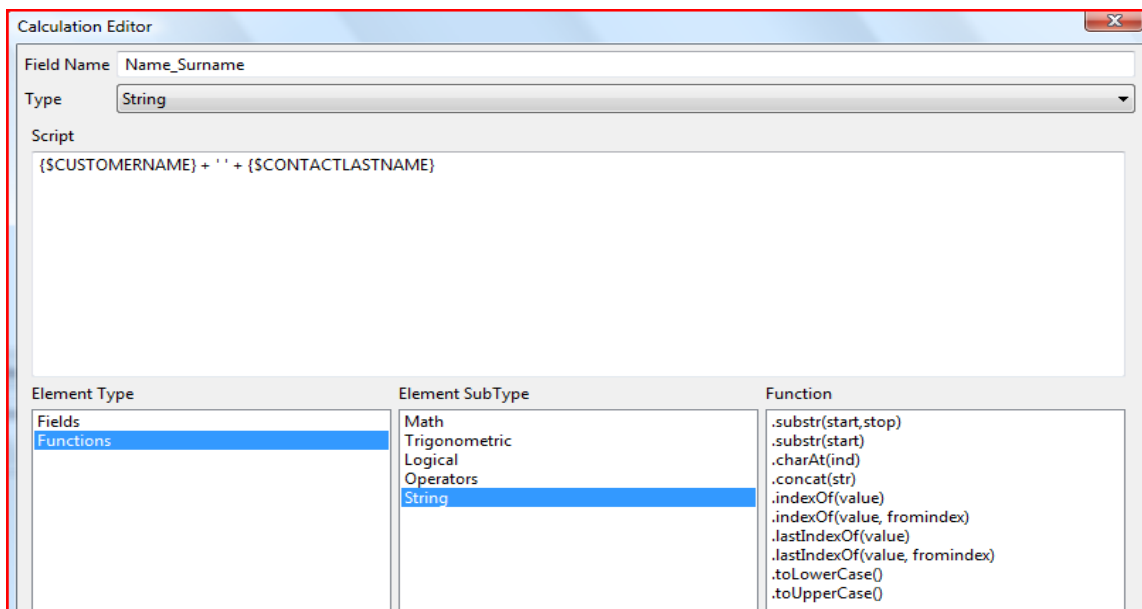 Calculation Editor
Field Name Name_Surname
Type String
Script
{$CUSTOMERNAME} + ' ' + {$CONTACTLASTNAME}
Element Type
Fields
Functions
Element SubType
Math
Trigonometric
Logical
Operators
String
Function
.substr(start,stop)
.substr(start)
.charAt(ind)
.concat(str)
.indexOf(value)
.indexOf(value, fromindex)
.lastIndexOf(value)
.lastIndexOf(value, fromindex)
.toLowerCase()
.toUpperCase()